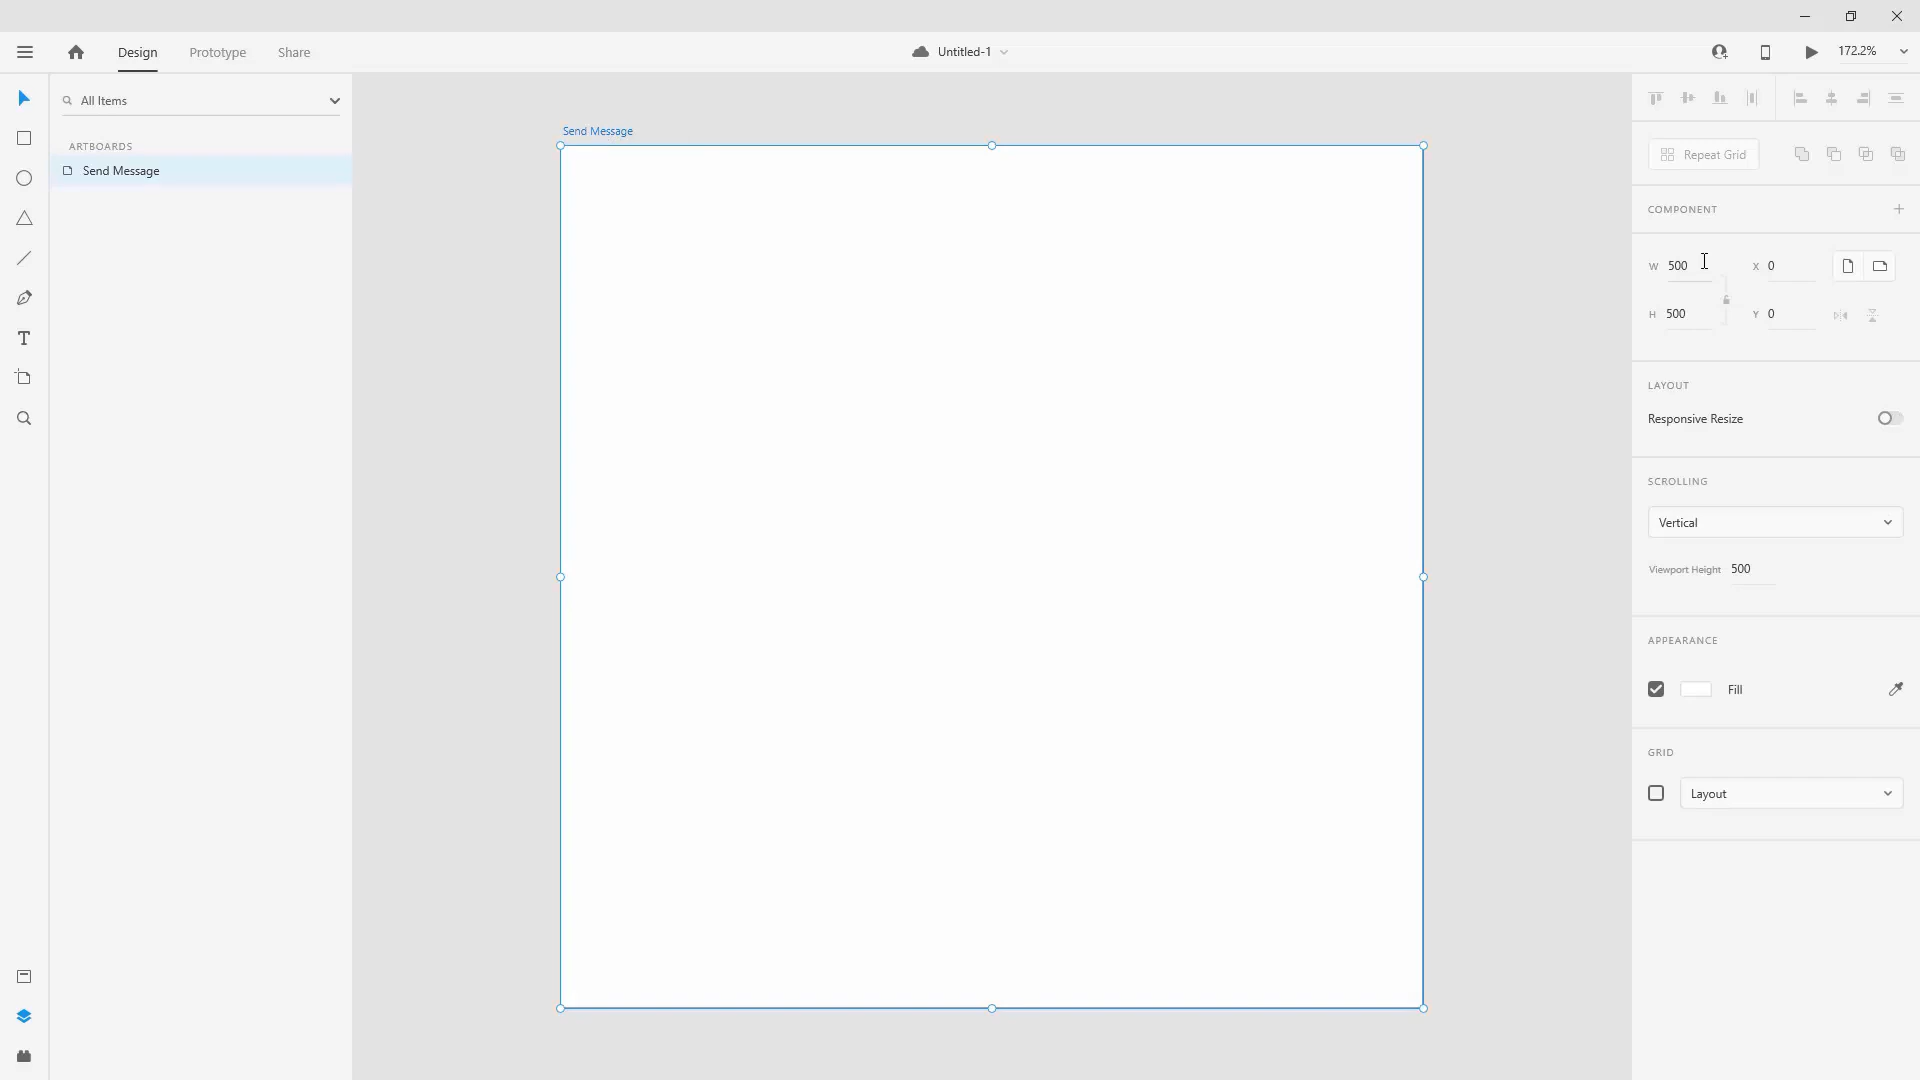 Design
Prototype
Share
Untitled-1
172.2%
All Items
ARTBOARDS
Send Message
Send Message
Repeat Grid
COMPONENT
W 500
X 0
H 500
Y 0
LAYOUT
Responsive Resize
SCROLLING
Vertical
Viewport Height 500
APPEARANCE
Fill
GRID
Layout